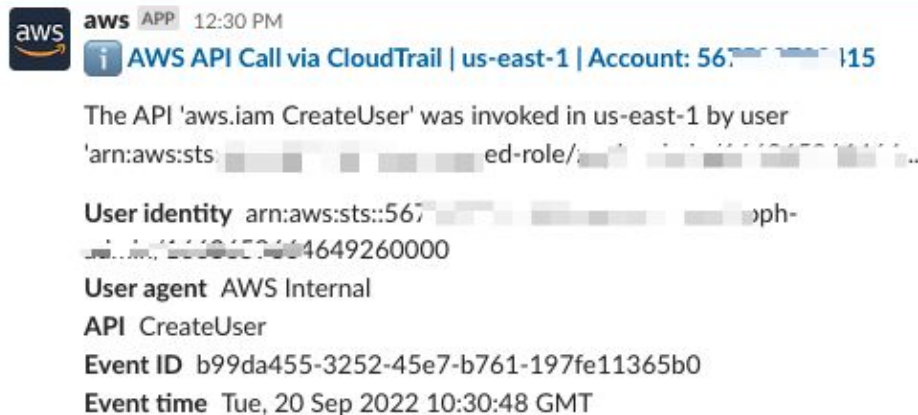 aws
aws APP 12:30 PM
AWS API Call via CloudTrail | us-east-1 | Account:
The API 'aws.iam CreateUser' was invoked in us-east-1 by user
'arn:aws:sts ed-role/
User identity arn:aws:sts::567 oph-
4649260000
User agent AWS Internal
API CreateUser
Event ID b99da455-3252-45e7-b761-197fe11365b0
Event time Tue, 20 Sep 2022 10:30:48 GMT